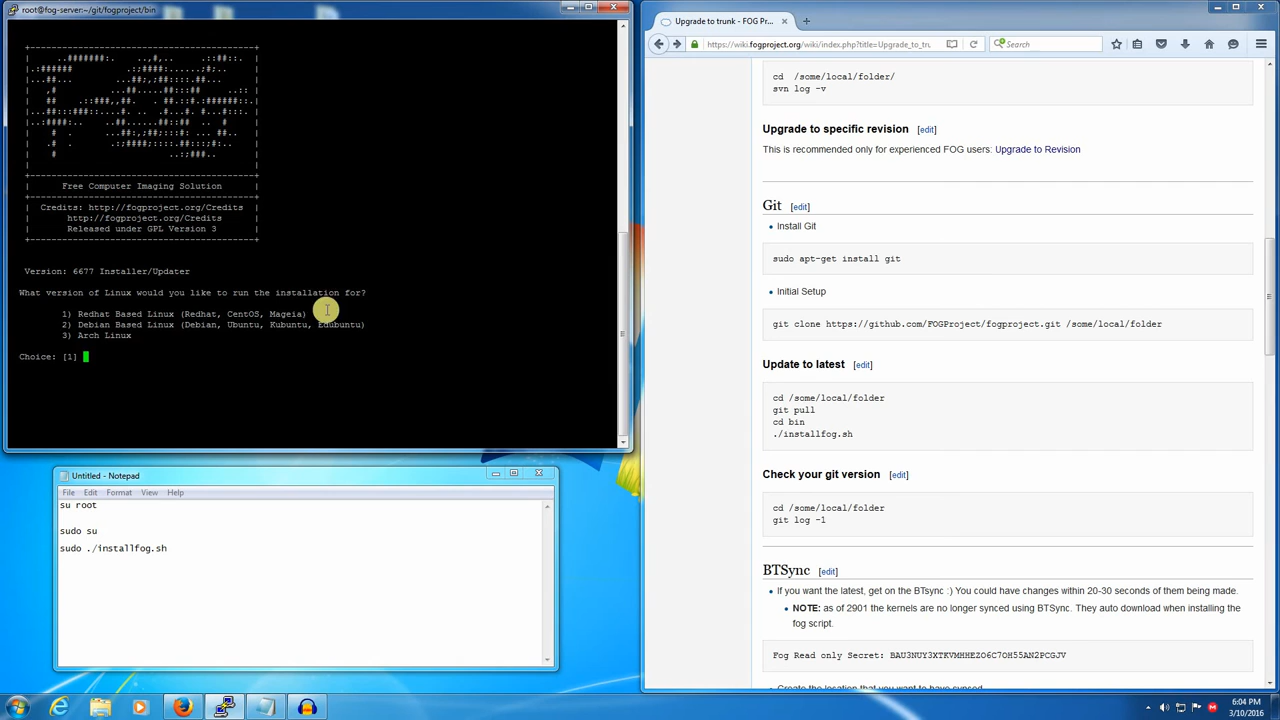 root@fog-server:~/git/fogproject/bin
Free Computer Imaging Solution
Credits: http://fogproject.org/Credits
http://fogproject.org/Credits
Released under GPL Version 3
Version: 6677 Installer/Updater
What version of Linux would you like to run the installation for?
1) Redhat Based Linux (Redhat, CentOS, Mageia)
2) Debian Based Linux (Debian, Ubuntu, Kubuntu, Edubuntu)
3) Arch Linux
Choice: [1]
Untitled - Notepad
File Edit Format View Help
su root
sudo su
sudo ./installfog.sh
Upgrade to trunk - FOG Pr...
https://wiki.fogproject.org/wiki/index.php?title=Upgrade_to_tru
Search
cd /some/local/folder/
svn log -v
Upgrade to specific revision [edit]
This is recommended only for experienced FOG users: Upgrade to Revision
Git [edit]
Install Git
sudo apt-get install git
Initial Setup
git clone https://github.com/FOGProject/fogproject.git /some/local/folder
Update to latest [edit]
cd /some/local/folder
git pull
cd bin
./installfog.sh
Check your git version [edit]
cd /some/local/folder
git log -1
BTSync [edit]
If you want the latest, get on the BTsync :) You could have changes within 20-30 seconds of them being made.
NOTE: as of 2901 the kernels are no longer synced using BTSync. They auto download when installing the
fog script.
Fog Read only Secret: BAU3NUY3XTKVMHHEZO6C7OH55AN2PCGJV
Create the location that you want to have synced
6:04 PM
3/10/2016